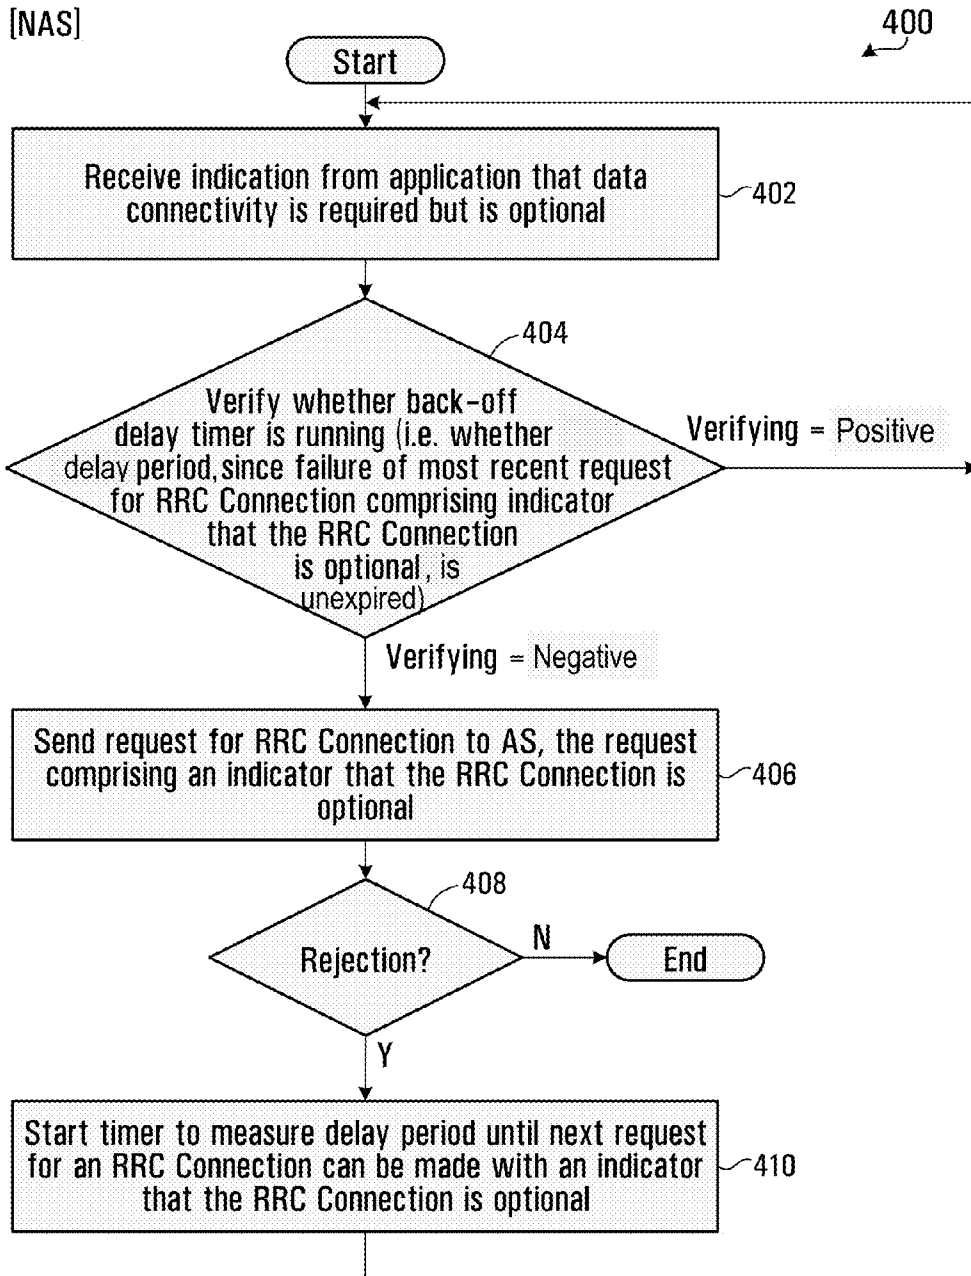 [NAS]
400
Start
Receive indication from application that data
connectivity is required but is optional
402
404
Verify whether back-off
delay timer is running (i.e. whether
delay period, since failure of most recent request
for RRC Connection comprising indicator
that the RRC Connection
is optional, is
unexpired)
Verifying = Positive
Verifying = Negative
Send request for RRC Connection to AS, the request
comprising an indicator that the RRC Connection is
optional
406
408
Rejection?
N
End
Y
Start timer to measure delay period until next request
for an RRC Connection can be made with an indicator
that the RRC Connection is optional
410